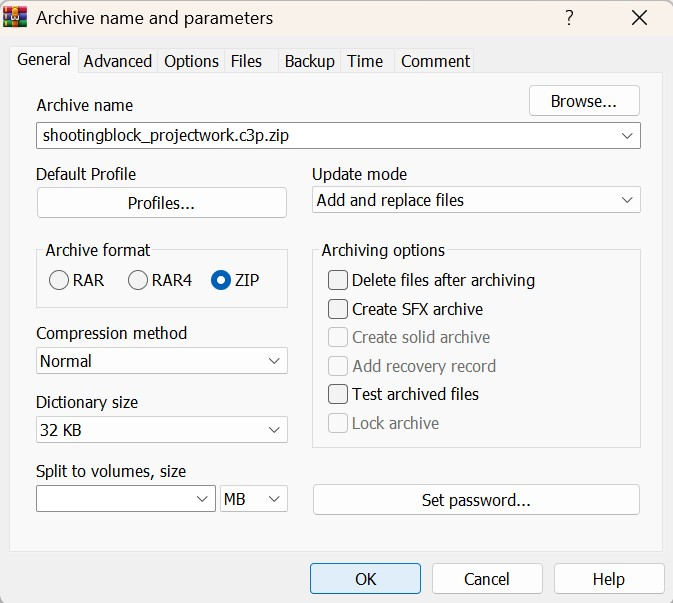 Archive name and parameters ? 
General Advanced Options Files Backup Time Comment
Archive name
Browse...
shootingblock_projectwork.c3p.zip
Default Profile
Profiles...
Update mode
Add and replace files
Archive format
RAR RAR4 ZIP
Compression method
Normal
Dictionary size
32 KB
Split to volumes, size
MB
Archiving options
Delete files after archiving
Create SFX archive
Create solid archive
Add recovery record
Test archived files
Lock archive
Set password...
OK Cancel Help